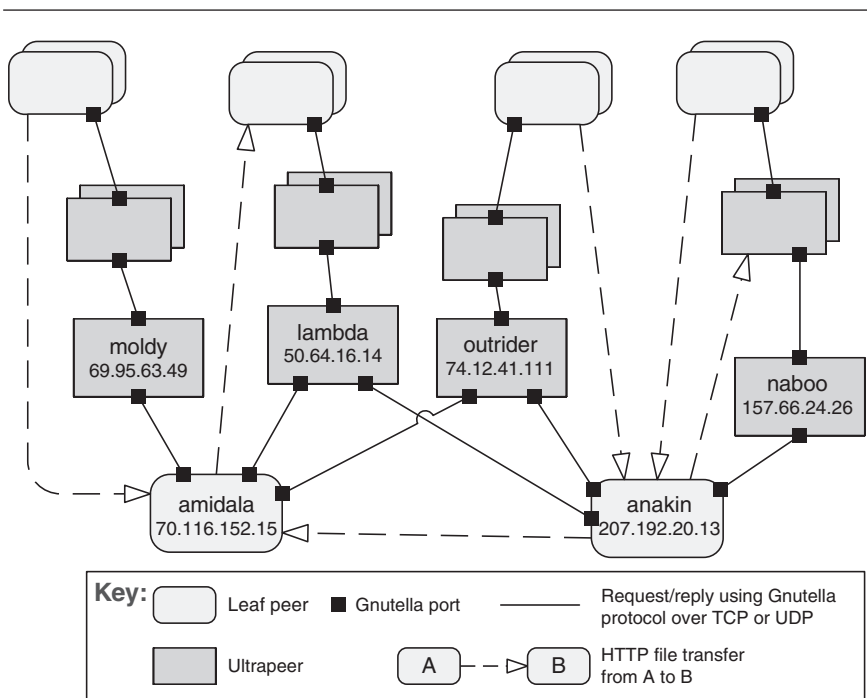 lambda
50.64.16.14
moldy
69.95.63.49
outrider
74.12.41.111
naboo
157.66.24.26
amidala
70.116.152.15
anakin
207.192.20.13
Key:
Leaf peer
Gnutella port
Request/reply using Gnutella
protocol over TCP or UDP
Ultrapeer
A
B
HTTP file transfer
from A to B